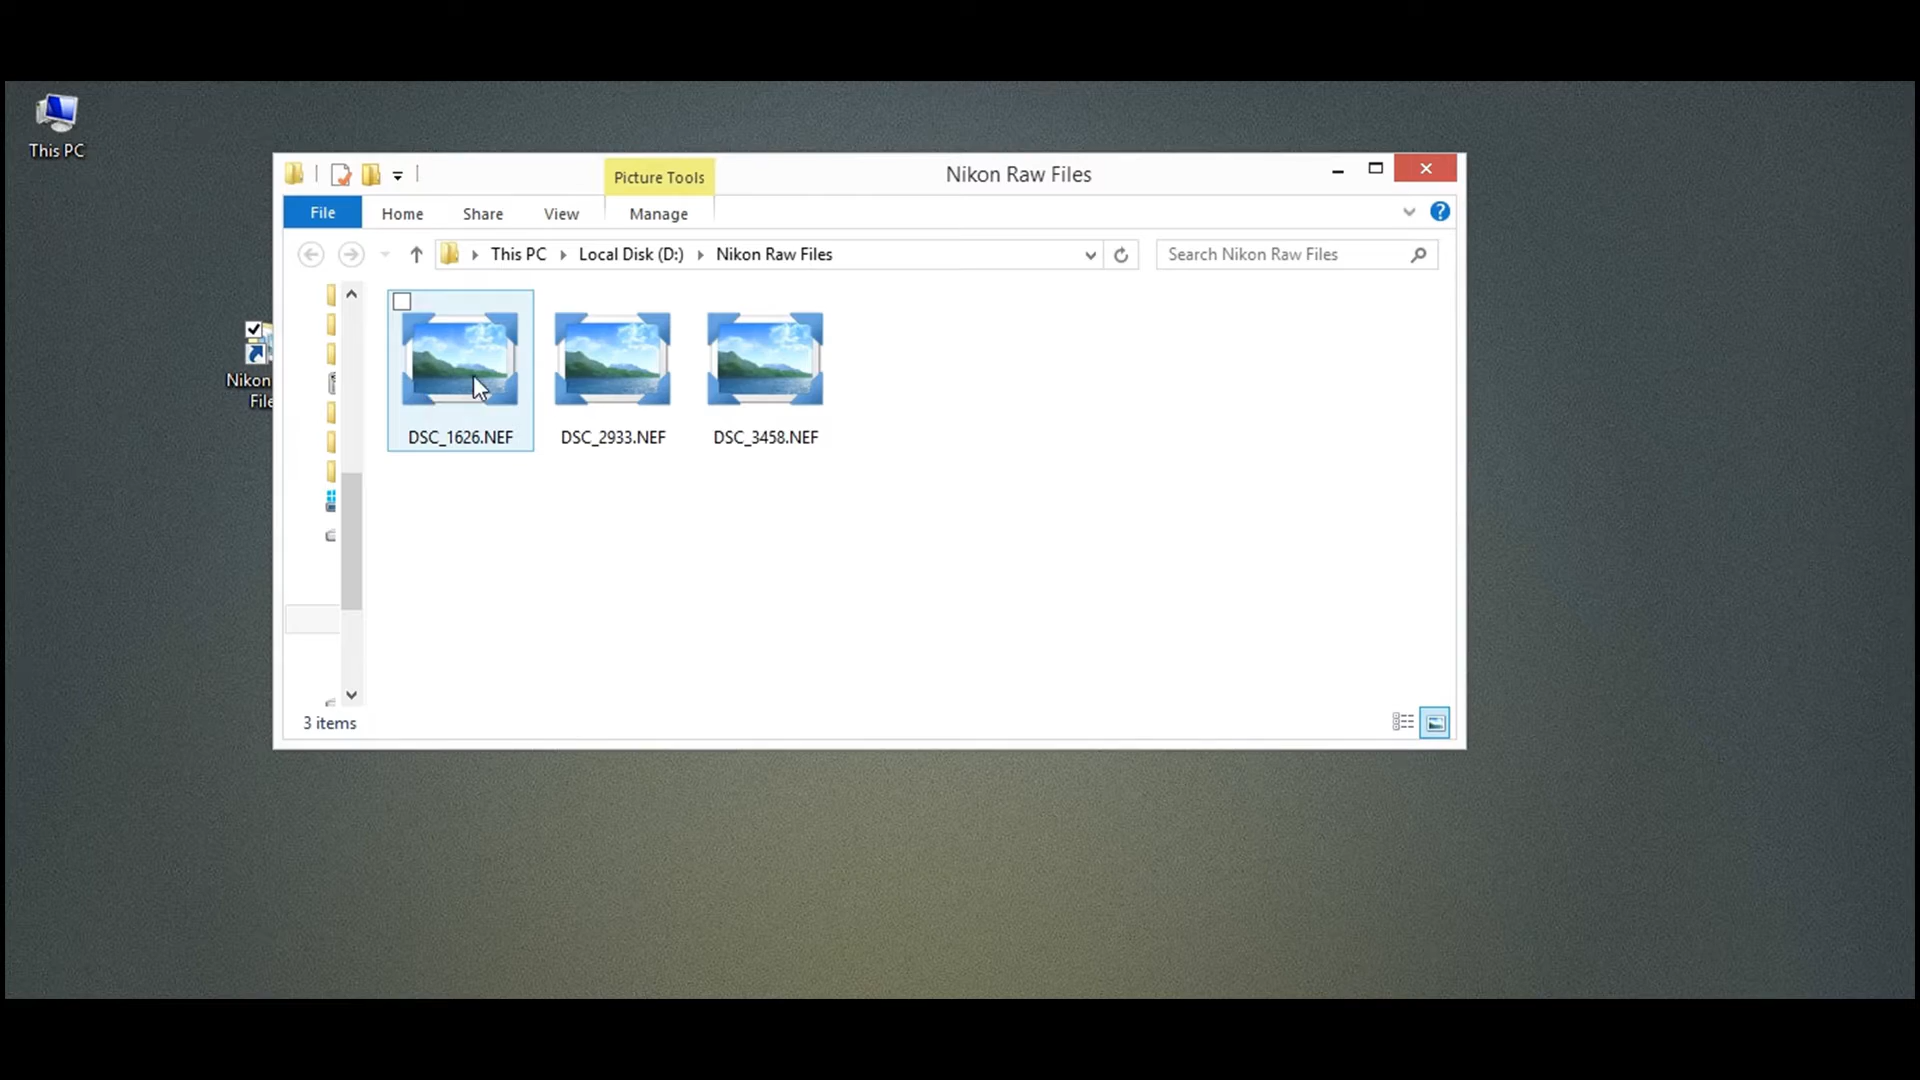 This PC
Picture Tools
Nikon Raw Files
File
Home
Share
View
Manage
This PC
Local Disk (D:)
Nikon Raw Files
Search Nikon Raw Files
Nikon
File
DSC_1626.NEF
DSC_2933.NEF
DSC_3458.NEF
3 items